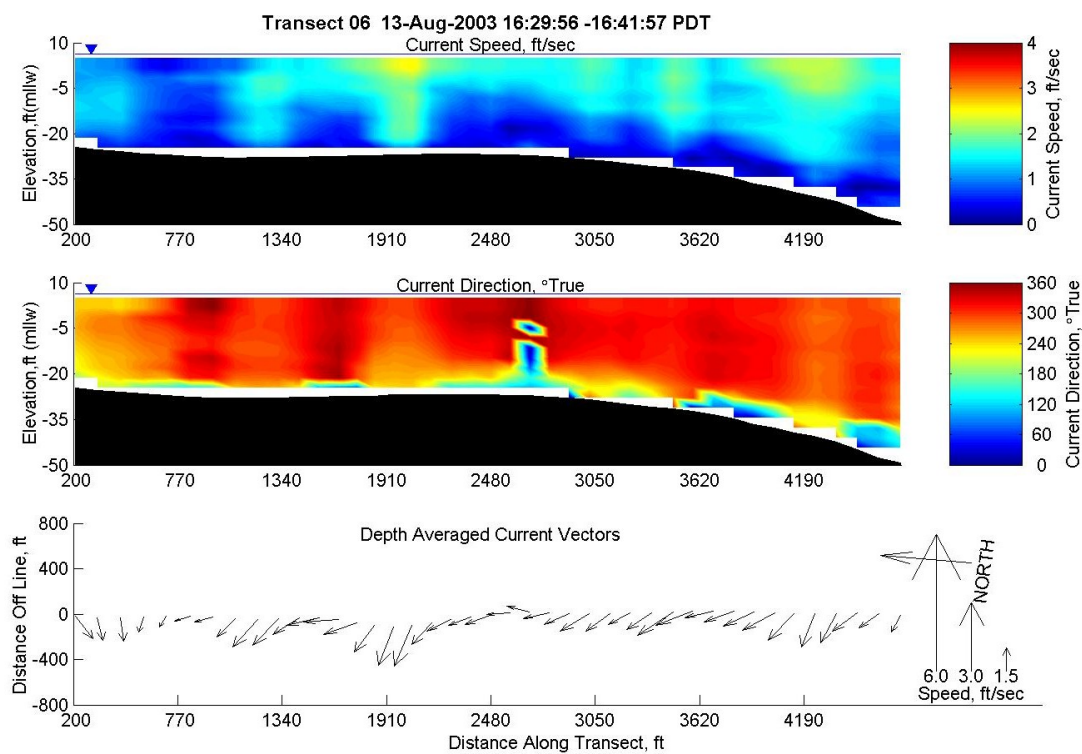 Transect 06 13-Aug-2003 16:29:56 -16:41:57 PDT
Current Speed, ft/sec
Elevation,ft(mllw)
10
-5
-20
-35
-50
200 770 1340 1910 2480 3050 3620 4190
4
3
2
1
0
Current Speed, ft/sec
Current Direction, °True
Elevation,ft (mllw)
10
-5
-20
-35
-50
200 770 1340 1910 2480 3050 3620 4190
360
300
240
180
120
60
0
Current Direction,°True
Depth Averaged Current Vectors
Distance Off Line, ft
800
400
0
-400
-800
200 770 1340 1910 2480 3050 3620 4190
Distance Along Transect, ft
NORTH
6.0 3.0 1.5
Speed, ft/sec